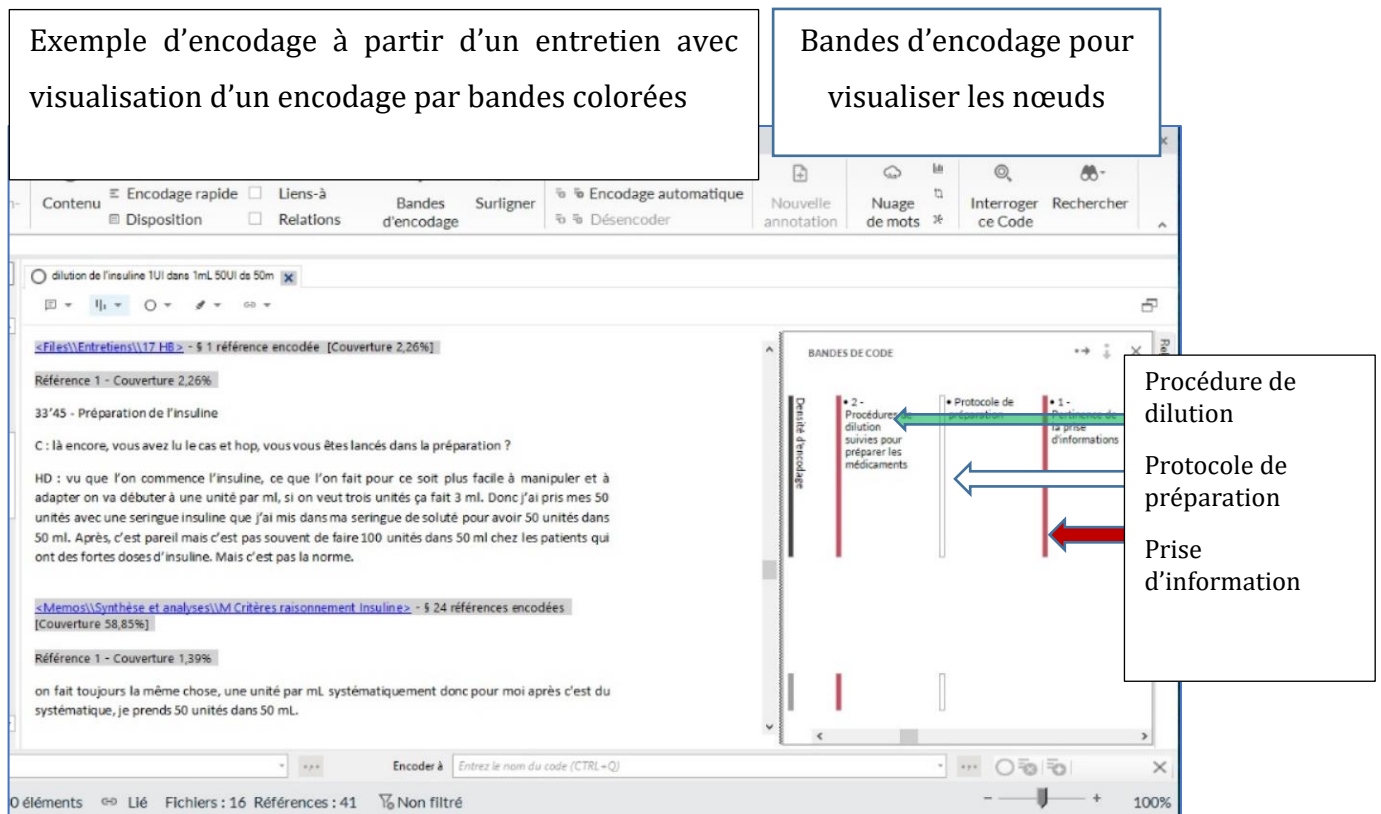 Exemple d'encodage à partir d'un entretien avec
visualisation d'un encodage par bandes colorées
Bandes d'encodage pour
visualiser les nœuds
Contenu
Encodage rapide
Disposition
Liens-à
Relations
Bandes
d'encodage
Surligner
Encodage automatique
Désencoder
Nouvelle
annotation
Nuage
de mots
Interroger
ce Code
Rechercher
dilution de l'insuline 1UI dans 1mL 50UI ds 50m
<Files\\Entretiens\\17 HB> - § 1 référence encodée [Couverture 2,26%]
Référence 1 - Couverture 2,26%
33'45 - Préparation de l'insuline
C : là encore, vous avez lu le cas et hop, vous vous êtes lancés dans la préparation ?
HD : vu que l'on commence l'insuline, ce que l'on fait pour ce soit plus facile à manipuler et à
adapter on va débuter à une unité par ml, si on veut trois unités ça fait 3 ml. Donc j'ai pris mes 50
unités avec une seringue insuline que j'ai mis dans ma seringue de soluté pour avoir 50 unités dans
50 ml. Après, c'est pareil mais c'est pas souvent de faire 100 unités dans 50 ml chez les patients qui
ont des fortes doses d'insuline. Mais c'est pas la norme.
<Memos\\Synthèse et analyses\\M Critères raisonnement Insuline> - § 24 références encodées
[Couverture 58,85%]
Référence 1 - Couverture 1,39%
on fait toujours la même chose, une unité par mL systématiquement donc pour moi après c'est du
systématique, je prends 50 unités dans 50 mL.
BANDES DE CODE
Densité d'encodage
• 2 -
Procédures de
dilution
suivies pour
préparer les
médicaments
• Protocole de
préparation
• 1 -
Pertinence de
la prise
d'informations
Procédure de
dilution
Protocole de
préparation
Prise
d'information
Encoder à
Entrez le nom du code (CTRL+Q)
0 éléments
Lié
Fichiers : 16 Références : 41
Non filtré
100%